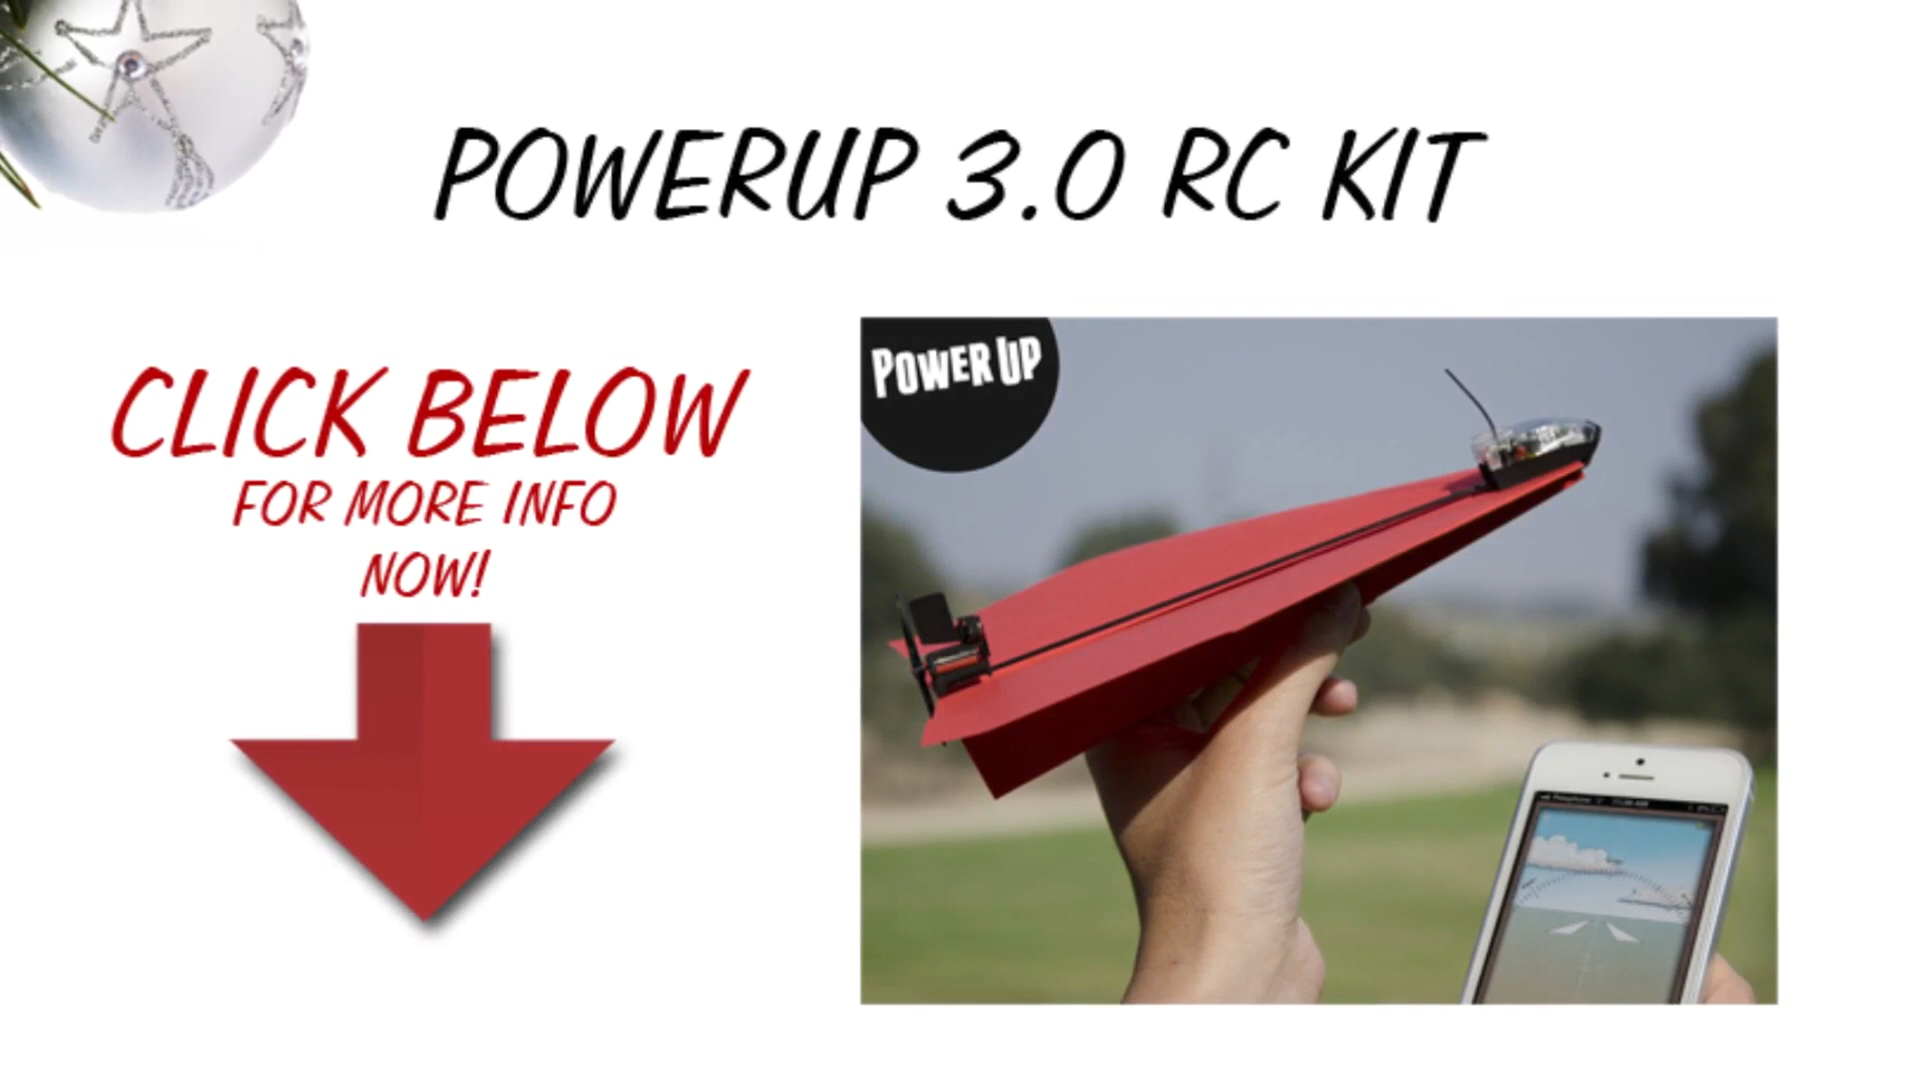 POWERUP 3.0 RC KIT
CLICK BELOW
FOR MORE INFO
NOW!
POWER UP